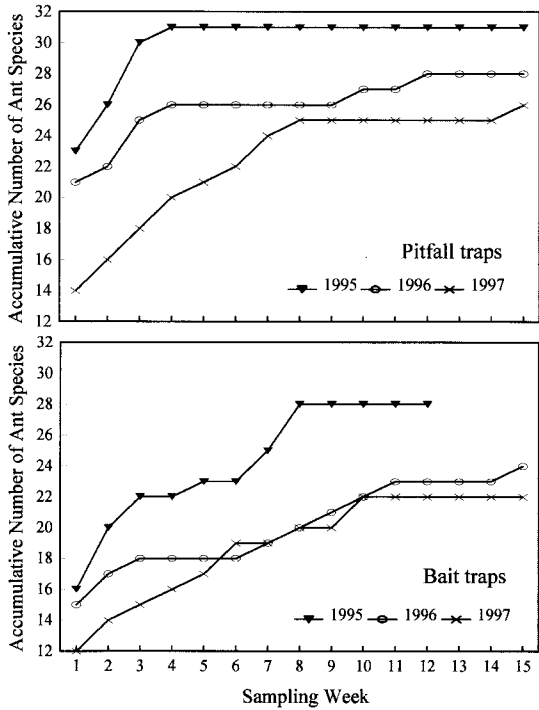 Accumulative Number of Ant Species
32
30
28
26
24
22
20
18
16
14
12
Pitfall traps
1995 1996 1997
Accumulative Number of Ant Species
28
26
24
22
20
18
16
14
12
Bait traps
1995 1996 1997
1 2 3 4 5 6 7 8 9 10 11 12 13 14 15
Sampling Week